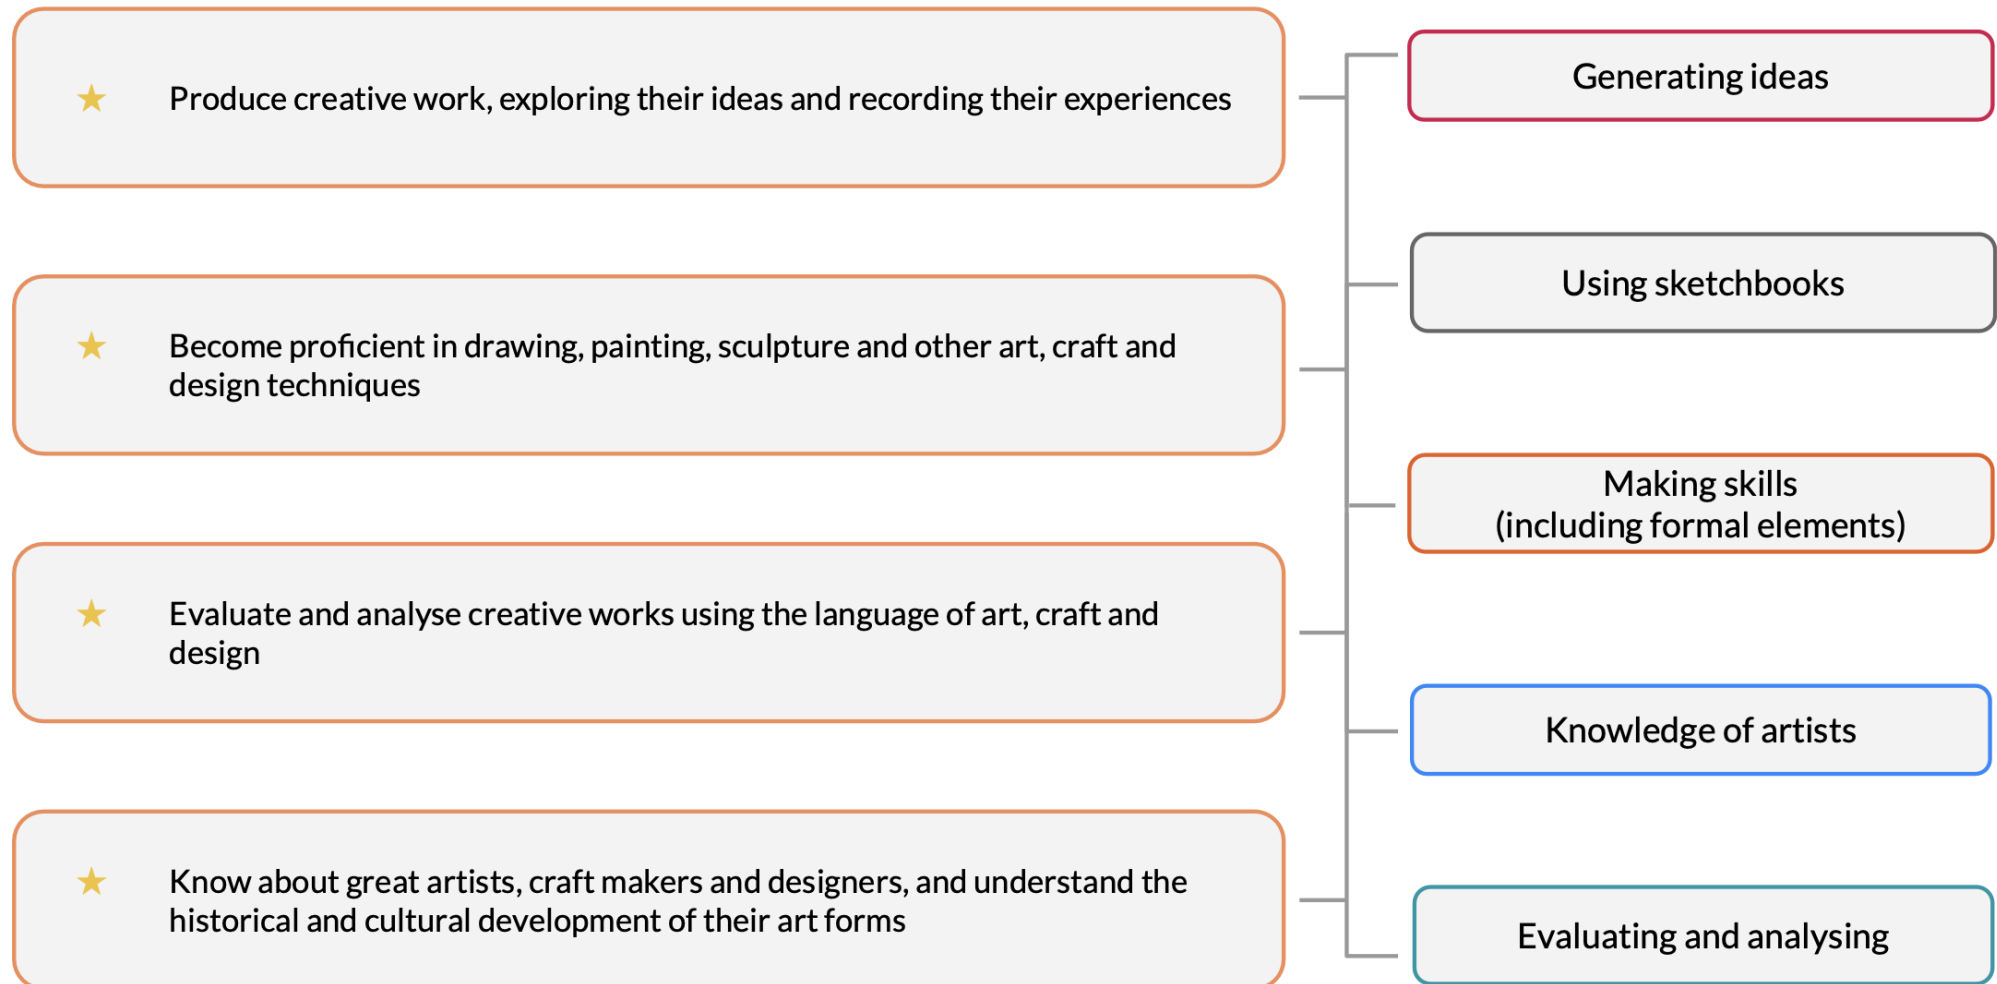 Produce creative work, exploring their ideas and recording their experiences
Become proficient in drawing, painting, sculpture and other art, craft and
design techniques
Evaluate and analyse creative works using the language of art, craft and
design
Know about great artists, craft makers and designers, and understand the
historical and cultural development of their art forms
Generating ideas
Using sketchbooks
Making skills
(including formal elements)
Knowledge of artists
Evaluating and analysing